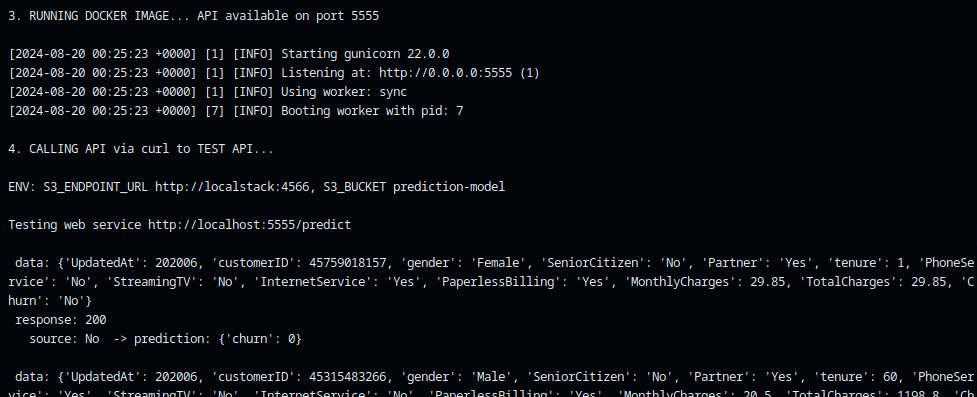 3. RUNNING DOCKER IMAGE... API available on port 5555
[2024-08-20 00:25:23 +0000] [1] [INFO] Starting gunicorn 22.0.0
[2024-08-20 00:25:23 +0000] [1] [INFO] Listening at: http://0.0.0.0:5555 (1)
[2024-08-20 00:25:23 +0000] [1] [INFO] Using worker: sync
[2024-08-20 00:25:23 +0000] [7] [INFO] Booting worker with pid: 7
4. CALLING API via curl to TEST API...
ENV: S3_ENDPOINT_URL http://localstack:4566, S3_BUCKET prediction-model
Testing web service http://localhost:5555/predict
data: {'UpdatedAt': 202006, 'customerID': 45759018157, 'gender': 'Female', 'SeniorCitizen': 'No', 'Partner': 'Yes', 'tenure': 1, 'PhoneSe
rvice': 'No', 'StreamingTV': 'No', 'InternetService': 'Yes', 'PaperlessBilling': 'Yes', 'MonthlyCharges': 29.85, 'TotalCharges': 29.85, 'C
hurn': 'No'}
response: 200
source: No -> prediction: {'churn': 0}
data: {'UpdatedAt': 202006, 'customerID': 45315483266, 'gender': 'Male', 'SeniorCitizen': 'No', 'Partner': 'Yes', 'tenure': 60, 'PhoneSer
vice': 'Yes', 'StreamingTV': 'No', 'InternetService': 'No', 'PaperlessBilling': 'Yes', 'MonthlyCharges': 20.5, 'TotalCharges': 1198.8, 'Ch